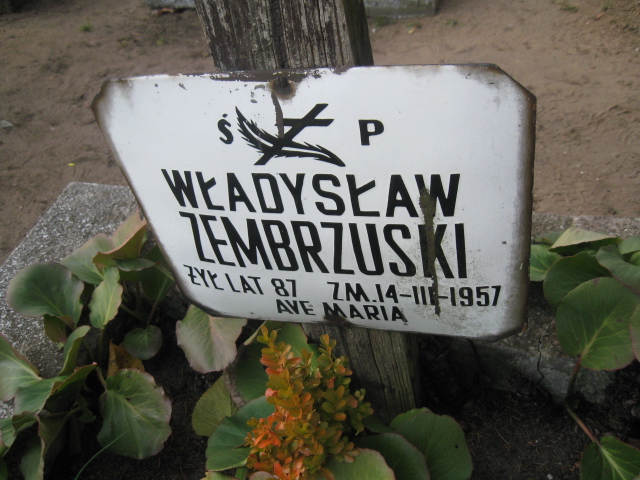 Ś P
WŁADYSŁAW
ZEMBRZUSKI
ŻYŁ LAT 87 ZM.14-III-1957
AVE MARIA